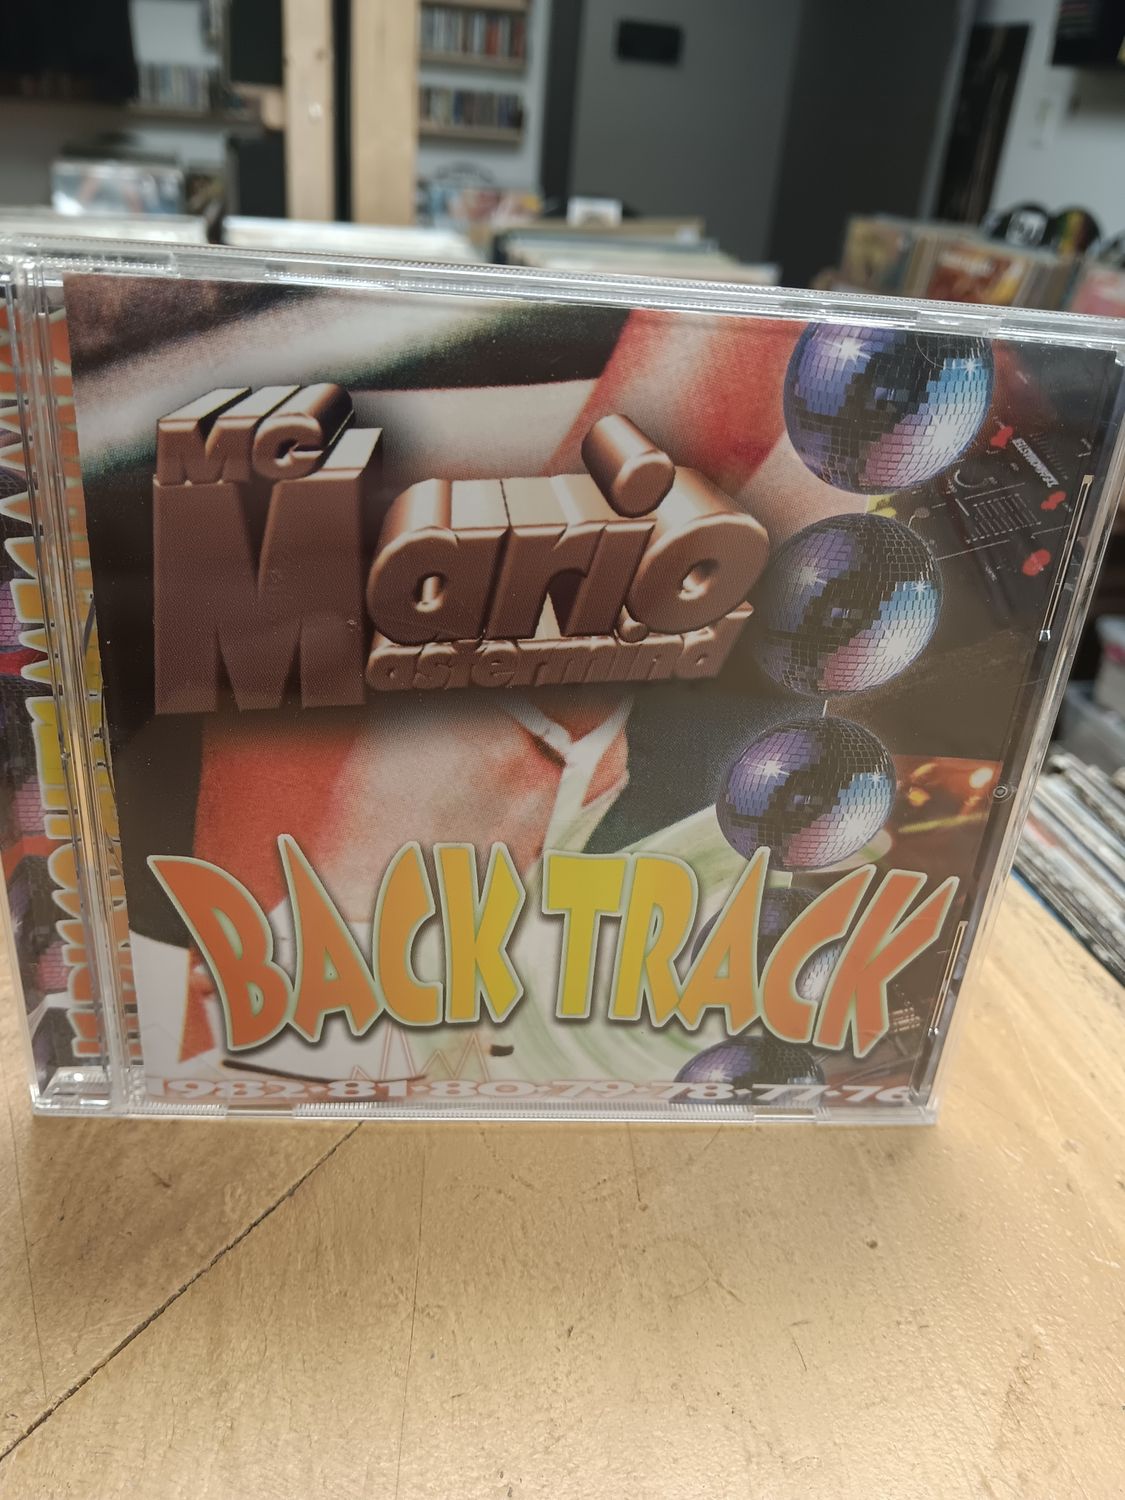 MC
Mario
Mastermind
BACK TRACK
1982·81·80·79·78·77·76